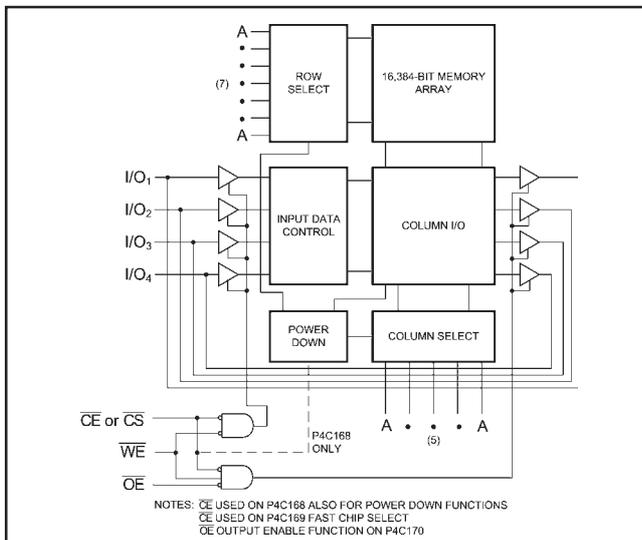 A
(7)
A
ROW
SELECT
16,384-BIT MEMORY
ARRAY
I/O₁
I/O₂
I/O₃
I/O₄
INPUT DATA
CONTROL
COLUMN I/O
POWER
DOWN
COLUMN SELECT
A
(5)
A
CE or CS
WE
OE
P4C168
ONLY
NOTES: CE USED ON P4C168 ALSO FOR POWER DOWN FUNCTIONS
CE USED ON P4C169 FAST CHIP SELECT
OE OUTPUT ENABLE FUNCTION ON P4C170